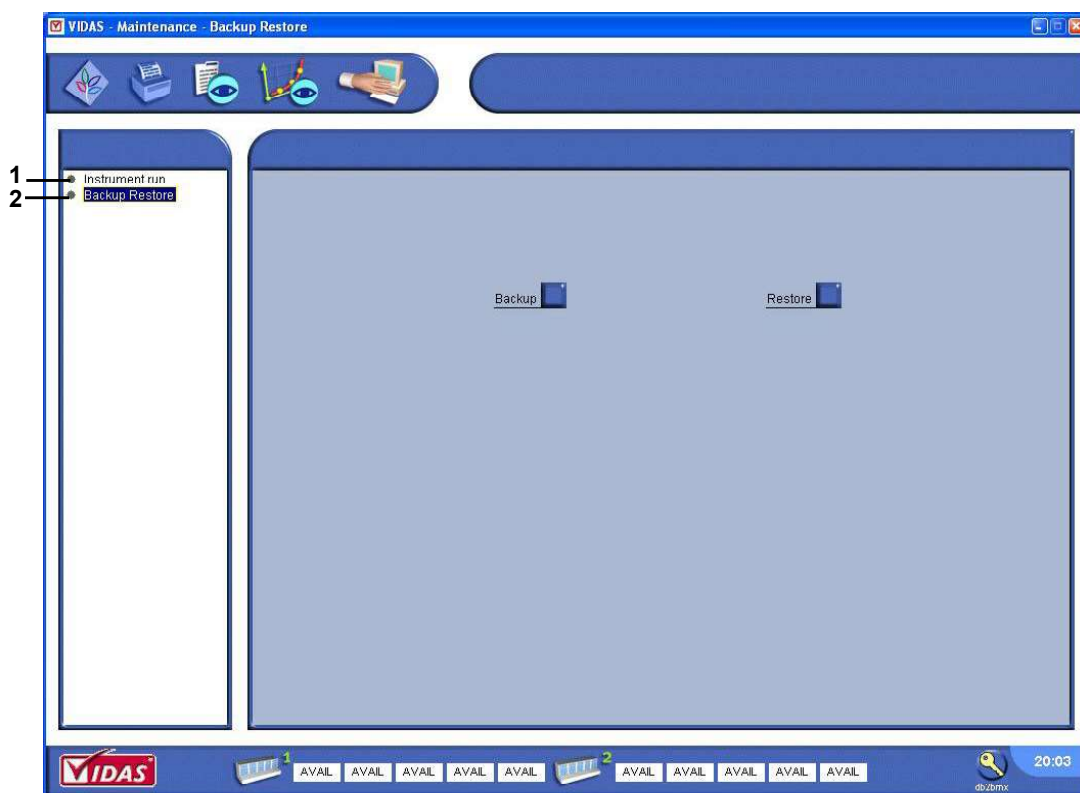 VIDAS - Maintenance - Backup Restore
1 Instrument run
2 Backup Restore
Backup Restore
VIDAS 1 AVAIL AVAIL AVAIL AVAIL AVAIL 2 AVAIL AVAIL AVAIL AVAIL AVAIL db2bmx 20:03